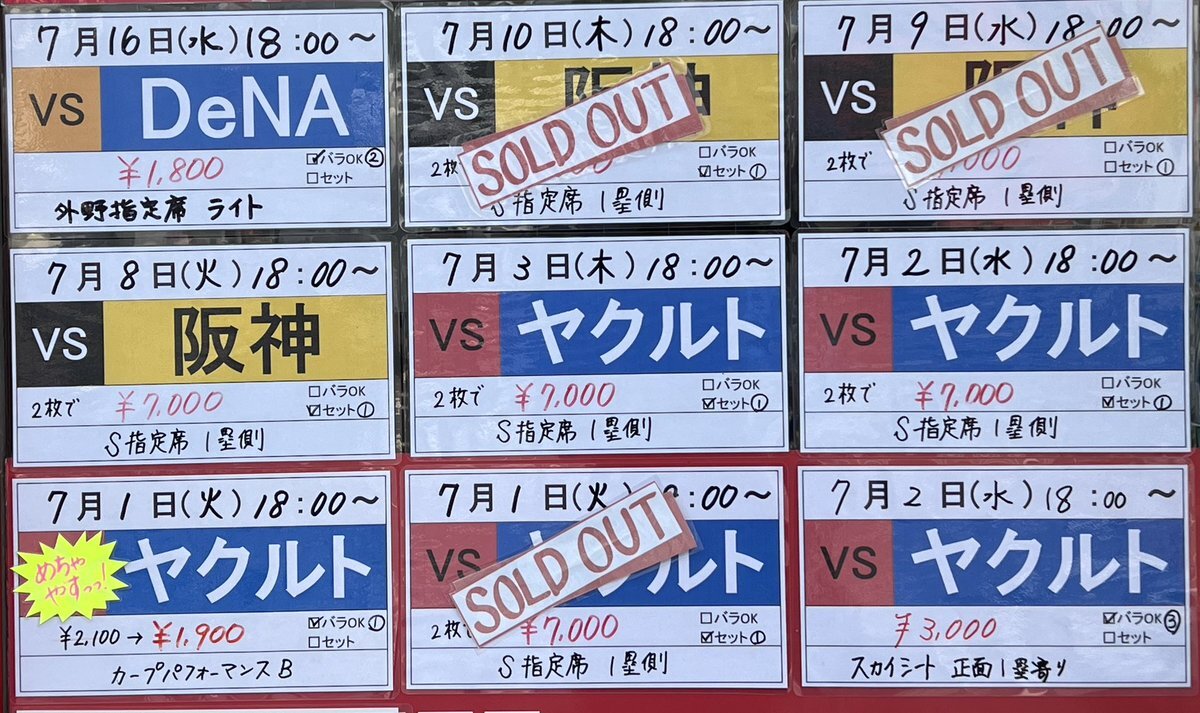 7月16日(水)18:00〜
VS DeNA
¥1,800
☑バラOK②
☐セット
外野指定席 ライト
7月10日(木)18:00〜
VS 阪神
SOLD OUT
2枚で
☐バラOK
☑セット①
S指定席 1塁側
7月9日(水)18:00
VS
SOLD OUT
2枚で
☐バラOK
☐セット①
S指定席 1塁側
7月8日(火)18:00〜
VS 阪神
2枚で ¥7,000
☐バラOK
☑セット①
S指定席 1塁側
7月3日(木)18:00〜
VS ヤクルト
2枚で ¥7,000
☐バラOK
☑セット①
S指定席 1塁側
7月2日(水)18:00〜
VS ヤクルト
2枚で ¥7,000
☐バラOK
☑セット①
S指定席 1塁側
7月1日(火)18:00〜
めちゃ
やすっっ!
ヤクルト
¥2,100→¥1,900
☑バラOK①
☐セット
カープパフォーマンスB
7月1日(火 :00〜
VS ヤクルト
SOLD OUT
2枚で ¥7,000
☐バラOK
☑セット①
S指定席 1塁側
7月2日(水)18:00〜
VS ヤクルト
¥3,000
☑バラOK③
☐セット
スカイシート 正面1塁寄り